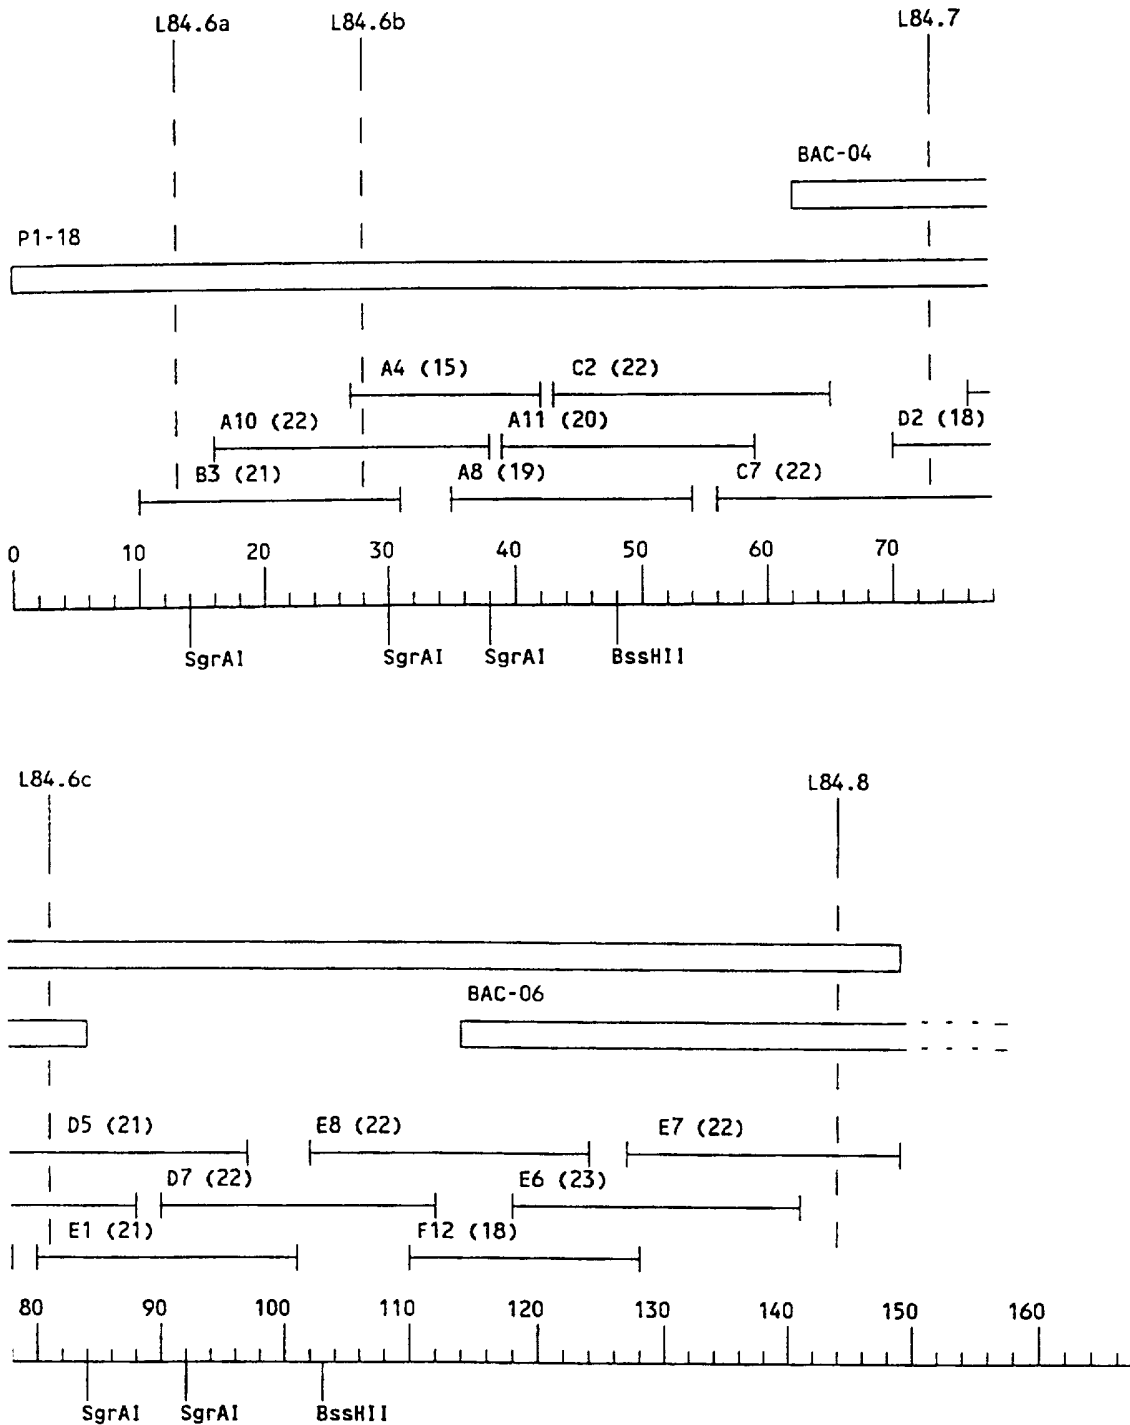 L84.6a L84.6b L84.7
BAC-04
P1-18
A4 (15) C2 (22)
A10 (22) A11 (20) D2 (18)
B3 (21) A8 (19) C7 (22)
0 10 20 30 40 50 60 70
SgrAI SgrAI SgrAI BssHII
L84.6c L84.8
BAC-06
D5 (21) E8 (22) E7 (22)
D7 (22) E6 (23)
E1 (21) F12 (18)
80 90 100 110 120 130 140 150 160
SgrAI SgrAI BssHII